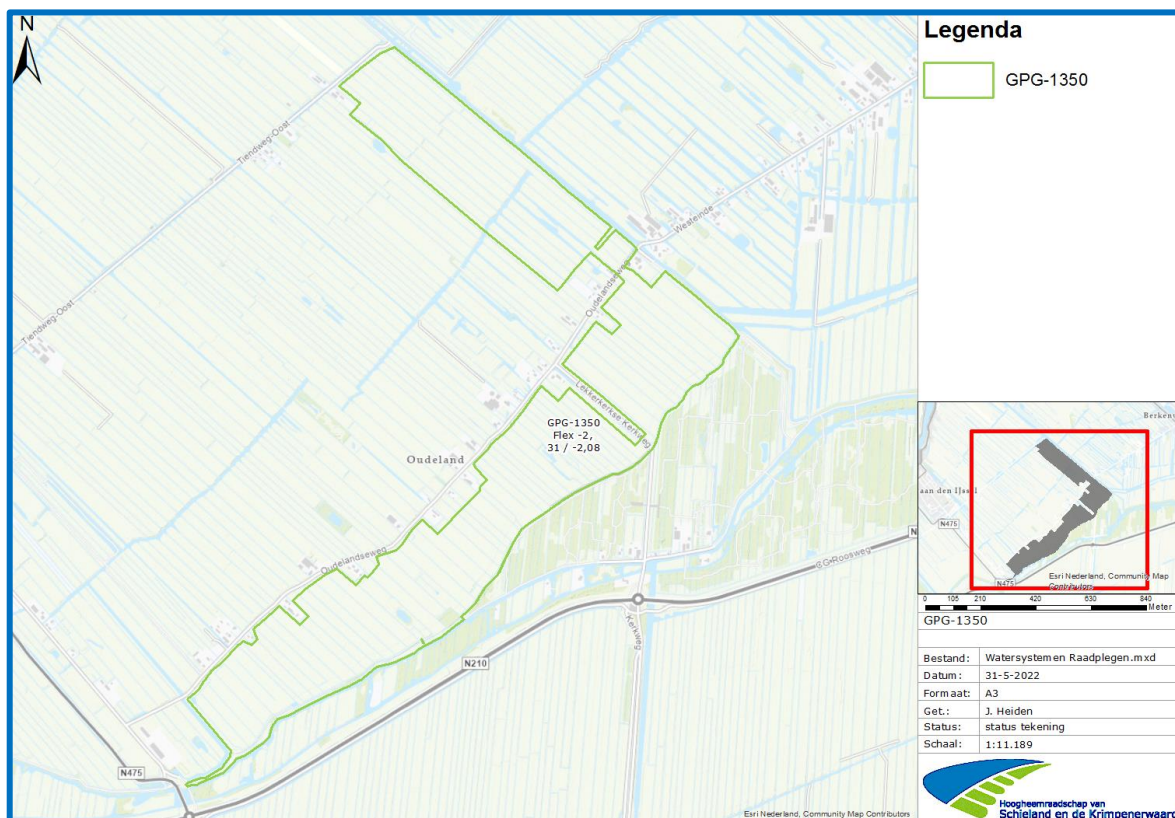 N
Tiendweg-Oost
Tiendweg-Oost
Westeinde
Oudelandseweg
Lekkerkerkse Kerkweg
GPG-1350
Flex -2,
31 / -2,08
Oudeland
Oudelandseweg
CG Roosweg
N
Kerkweg
N210
N475
Esri Nederland, Community Map Contributors
Legenda
GPG-1350
Berkenw
aan den IJssel
N475
N475
Esri Nederland, Community Map
Contributors
0 105 210 420 630 840
Meter
GPG-1350
Bestand: Watersystemen Raadplegen.mxd
Datum: 31-5-2022
Formaat: A3
Get.: J. Heiden
Status: status tekening
Schaal: 1:11.189
Hoogheemraadschap van
Schieland en de Krimpenerwaard